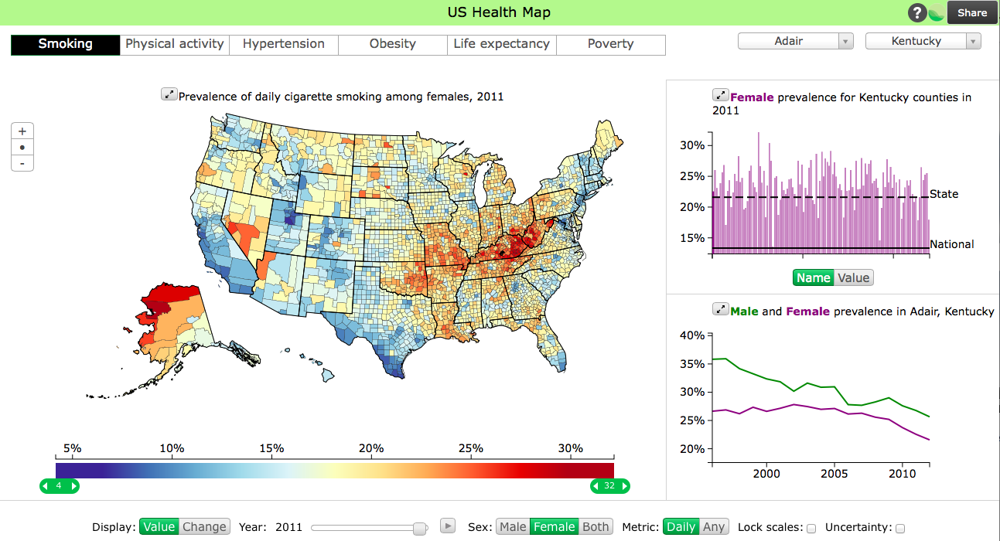 US Health Map
? Share
Smoking Physical activity Hypertension Obesity Life expectancy Poverty Adair Kentucky
Prevalence of daily cigarette smoking among females, 2011
+
-
Female prevalence for Kentucky counties in
2011
30%
25%
State
20%
15%
National
Name Value
Male and Female prevalence in Adair, Kentucky
40%
35%
30%
25%
20%
2000 2005 2010
5% 10% 15% 20% 25% 30%
4 32
Display: Value Change Year: 2011 Sex: Male Female Both Metric: Daily Any Lock scales: Uncertainty: